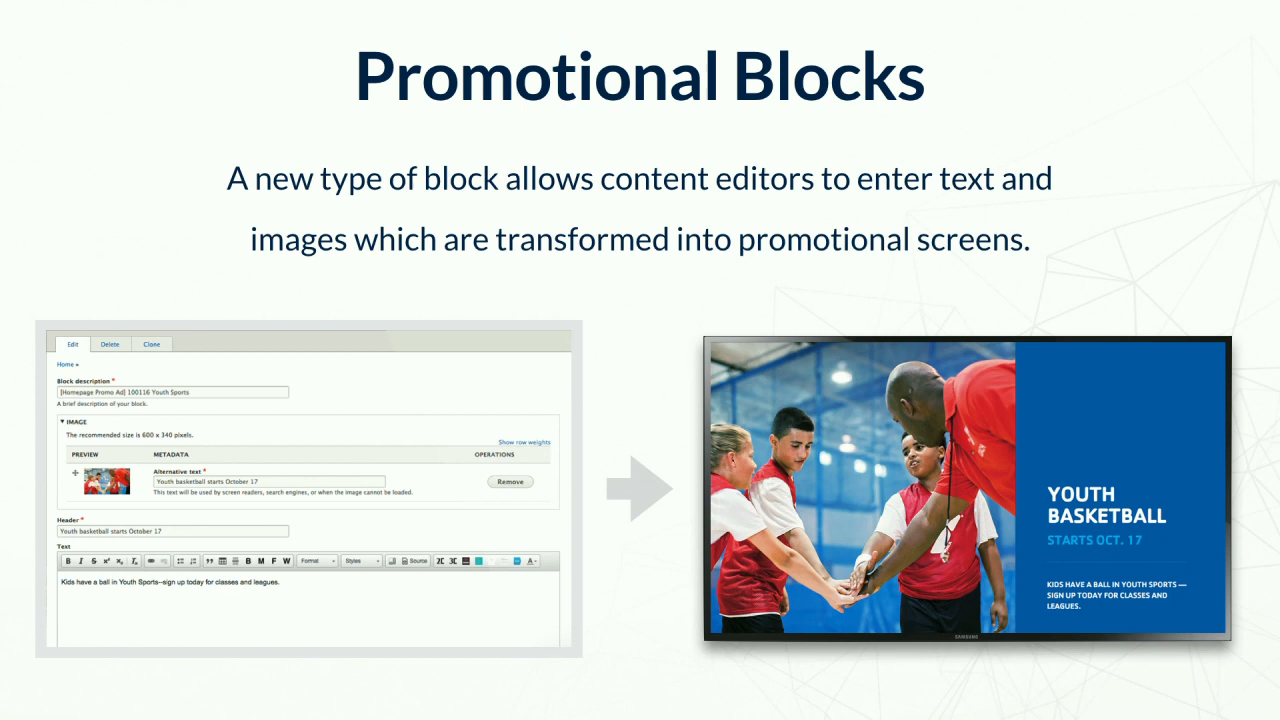 Promotional Blocks
A new type of block allows content editors to enter text and
images which are transformed into promotional screens.
Edit Delete Clone
Home »
Block description *
[Homepage Promo Ad] 100116 Youth Sports
A brief description of your block.
▼ IMAGE
The recommended size is 600 x 340 pixels.
Show row weights
PREVIEW METADATA OPERATIONS
Alternative text *
Youth basketball starts October 17
Remove
This text will be used by screen readers, search engines, or when the image cannot be loaded.
Header *
Youth basketball starts October 17
Text
B I S x² x₂ Tx B M F W Format Styles Source 2C 3C A
Kids have a ball in Youth Sports–sign up today for classes and leagues.
YOUTH
BASKETBALL
STARTS OCT. 17
KIDS HAVE A BALL IN YOUTH SPORTS —
SIGN UP TODAY FOR CLASSES AND
LEAGUES.
SAMSUNG